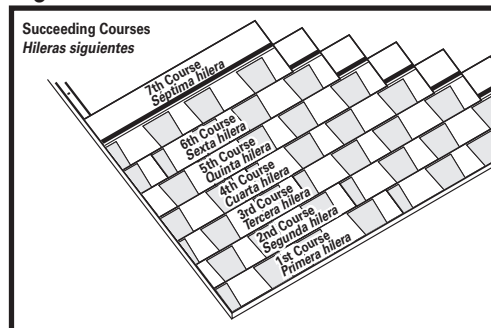 Succeeding Courses
Hileras siguientes
7th Course
Séptima hilera
6th Course
Sexta hilera
5th Course
Quinta hilera
4th Course
Cuarta hilera
3rd Course
Tercera hilera
2nd Course
Segunda hilera
1st Course
Primera hilera